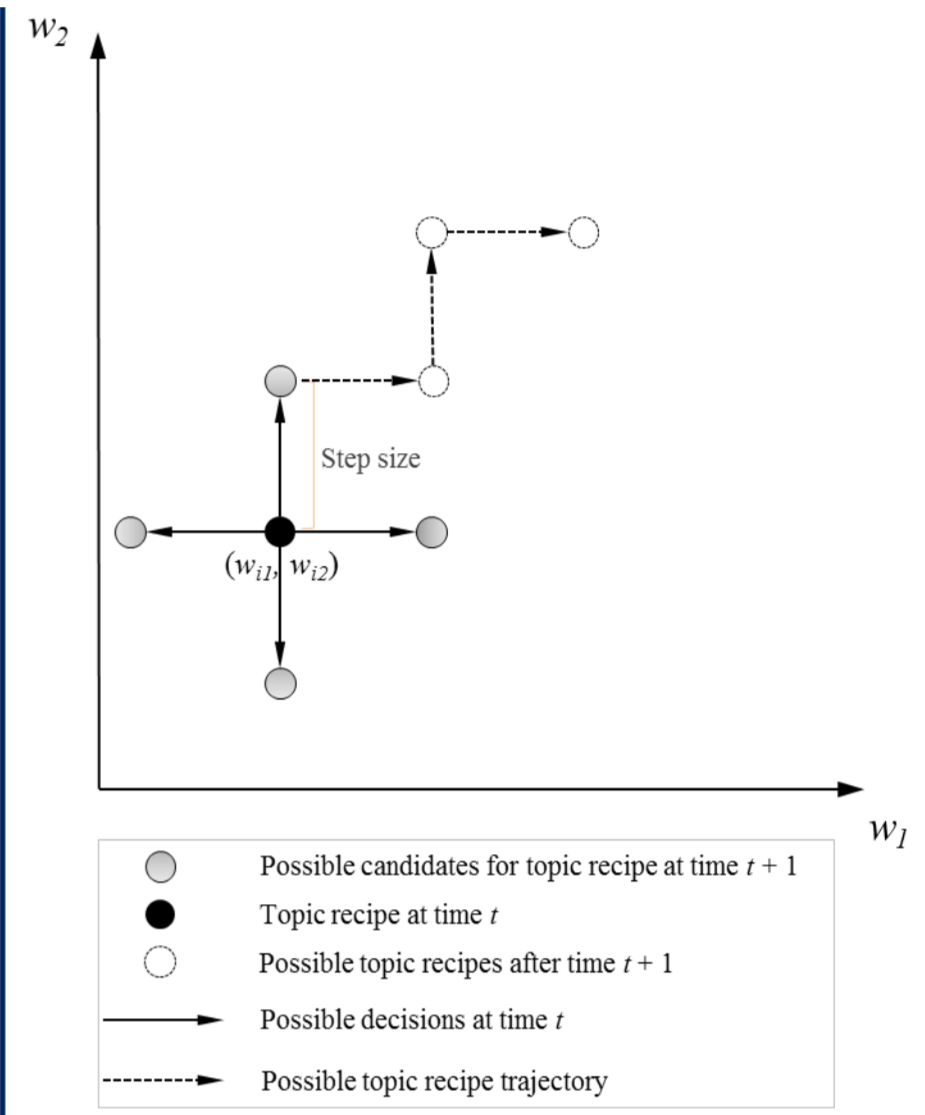 w2
Step size
(wi1, wi2)
w1
Possible candidates for topic recipe at time t + 1
Topic recipe at time t
Possible topic recipes after time t + 1
Possible decisions at time t
Possible topic recipe trajectory